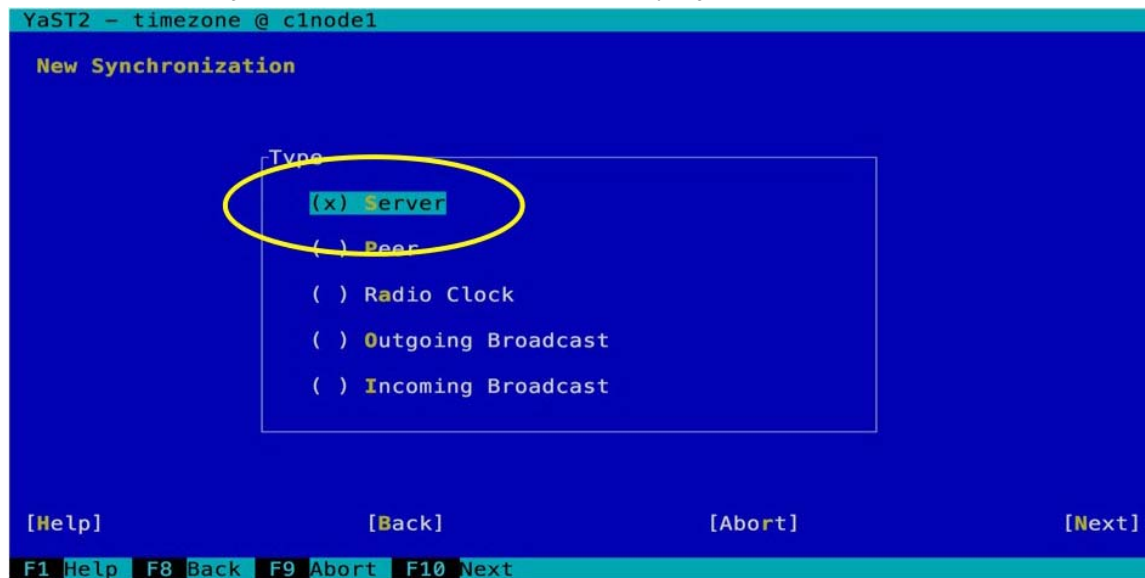 YaST2 – timezone @ c1node1
New Synchronization
Type
(x) Server
( ) Peer
( ) Radio Clock
( ) Outgoing Broadcast
( ) Incoming Broadcast
[Help] [Back] [Abort] [Next]
F1 Help F8 Back F9 Abort F10 Next